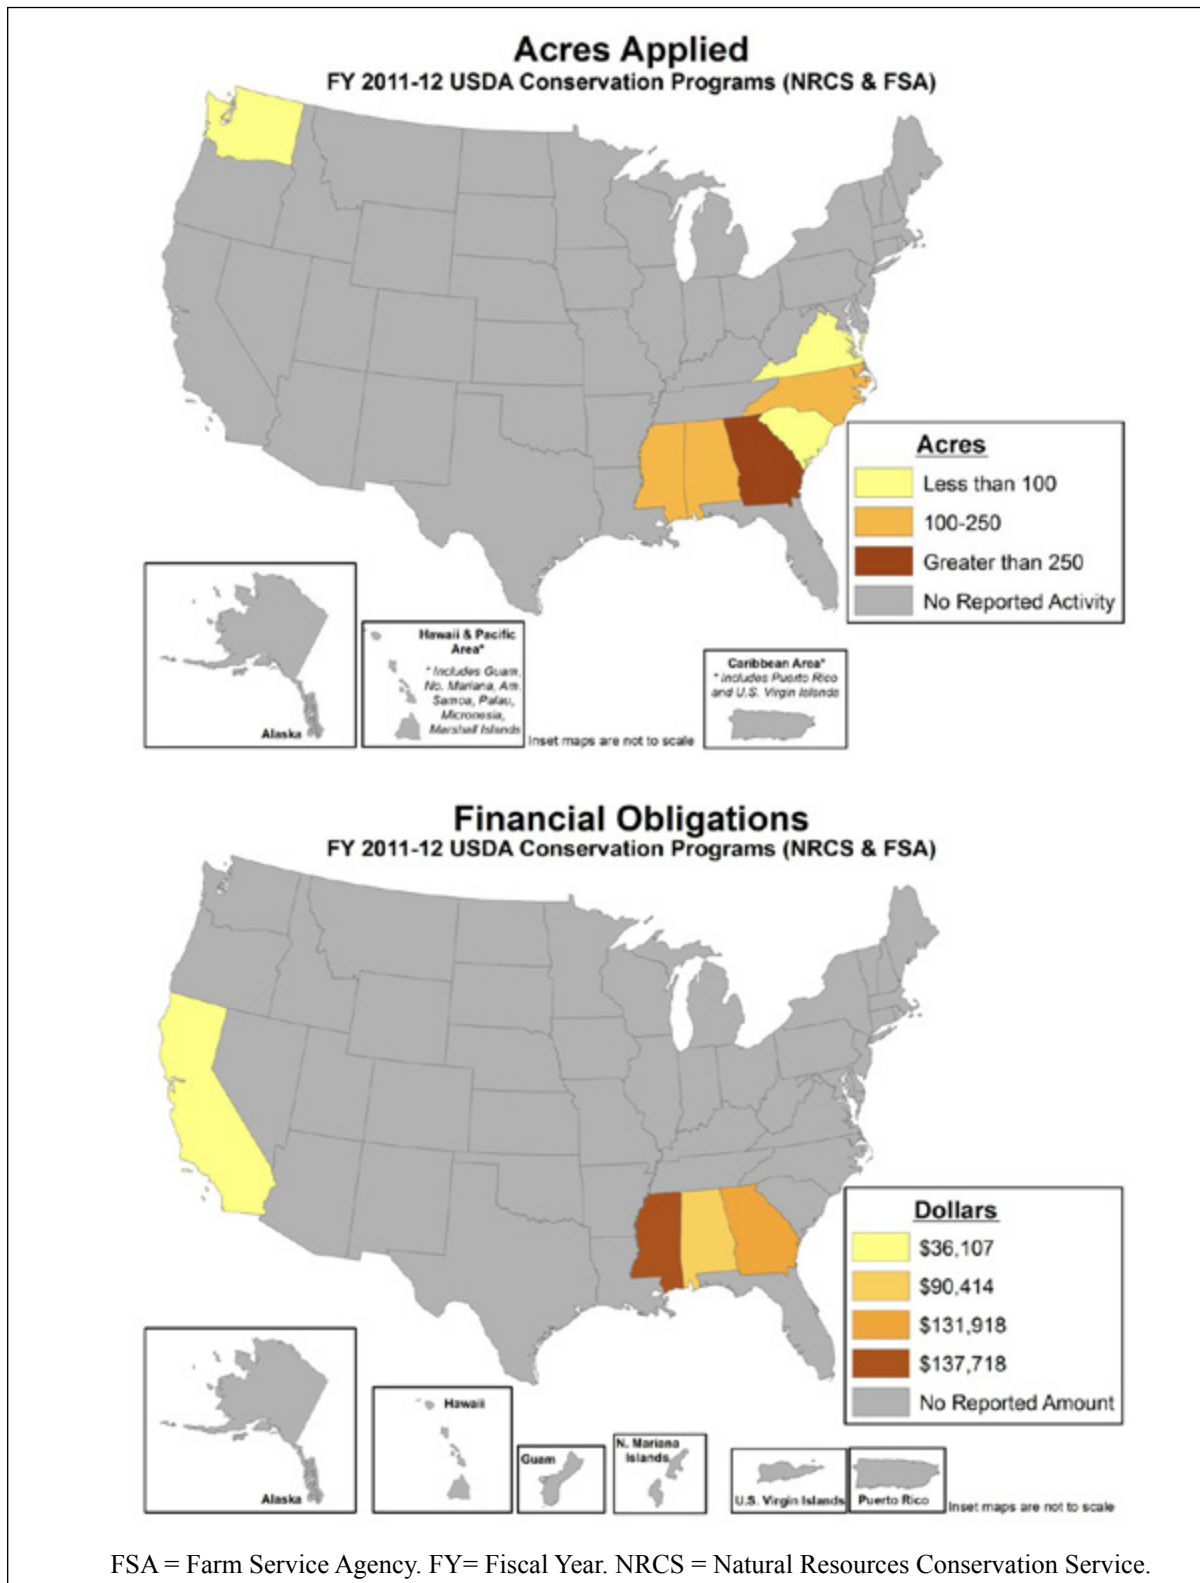 Acres Applied
FY 2011-12 USDA Conservation Programs (NRCS & FSA)
Acres
Less than 100
100-250
Greater than 250
No Reported Activity
Alaska
Hawaii & Pacific
Area*
* Includes Guam,
No. Mariana, Am.
Samoa, Palau,
Micronesia,
Marshall Islands
Inset maps are not to scale
Caribbean Area*
* Includes Puerto Rico
and U.S. Virgin Islands
Financial Obligations
FY 2011-12 USDA Conservation Programs (NRCS & FSA)
Dollars
$36,107
$90,414
$131,918
$137,718
No Reported Amount
Alaska
Hawaii
Guam
N. Mariana
Islands
U.S. Virgin Islands
Puerto Rico
Inset maps are not to scale
FSA = Farm Service Agency. FY= Fiscal Year. NRCS = Natural Resources Conservation Service.